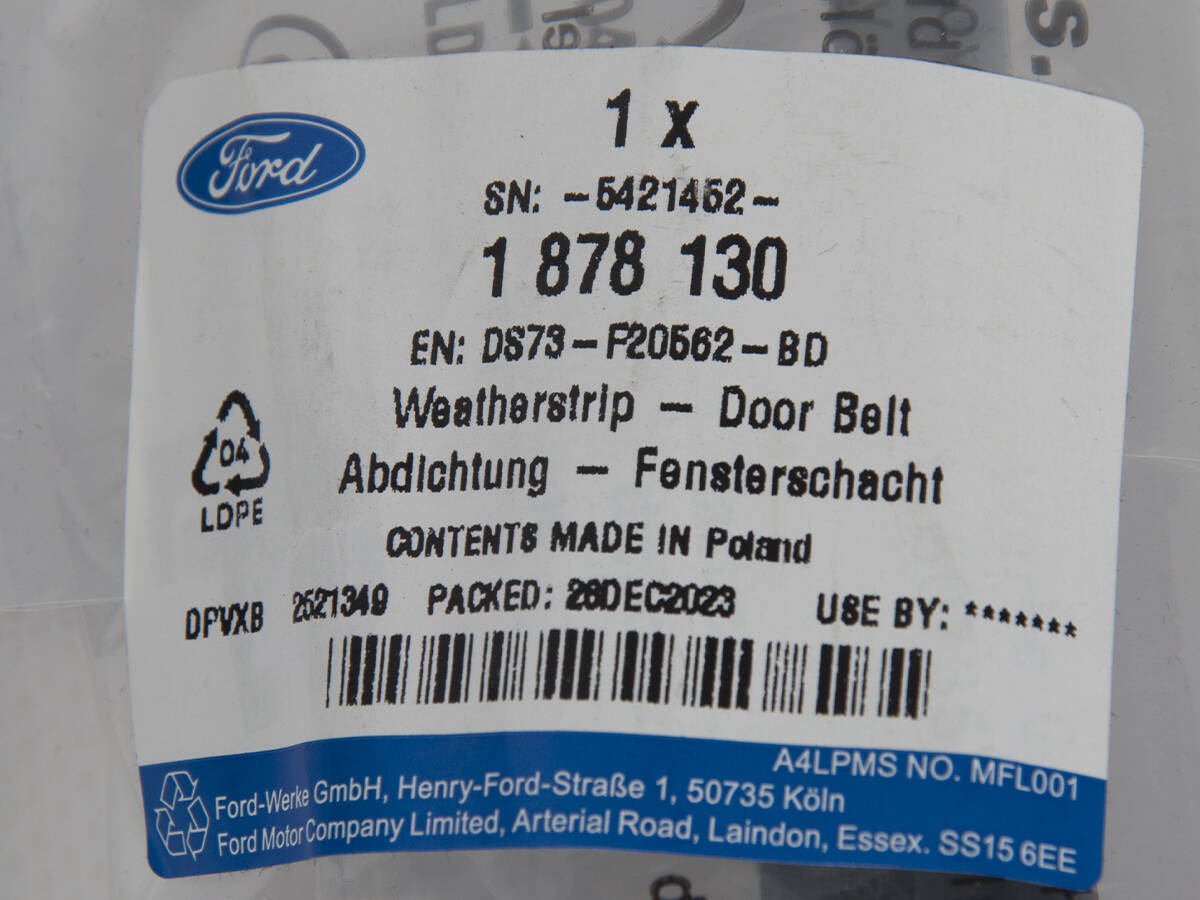 Ford
1 x
SN: -5421452-
1 878 130
EN: DS73-F20562-BD
Weatherstrip - Door Belt
Abdichtung - Fensterschacht
04
LDPE
CONTENTS MADE IN Poland
DPVXB 2521349 PACKED: 28DEC2023 USE BY: *******
A4LPMS NO. MFL001
Ford-Werke GmbH, Henry-Ford-Straße 1, 50735 Köln
Ford Motor Company Limited, Arterial Road, Laindon, Essex. SS15 6EE